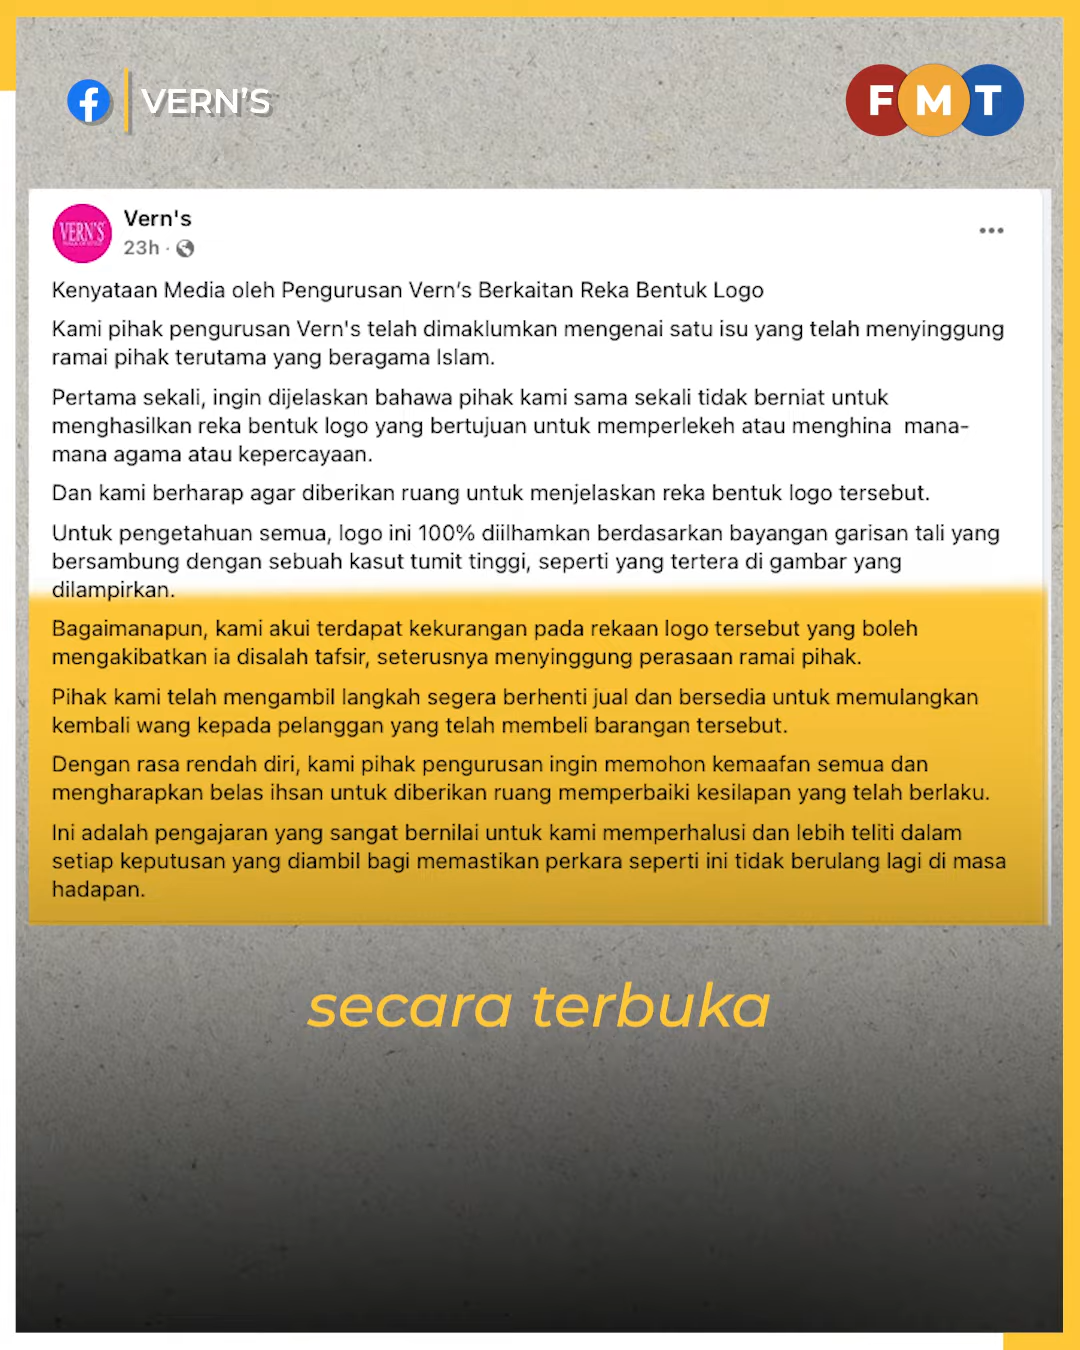 VERN'S
FMT
VERN'S
Vern's
23h ·
Kenyataan Media oleh Pengurusan Vern's Berkaitan Reka Bentuk Logo
Kami pihak pengurusan Vern's telah dimaklumkan mengenai satu isu yang telah menyinggung
ramai pihak terutama yang beragama Islam.
Pertama sekali, ingin dijelaskan bahawa pihak kami sama sekali tidak berniat untuk
menghasilkan reka bentuk logo yang bertujuan untuk memperlekeh atau menghina mana-
mana agama atau kepercayaan.
Dan kami berharap agar diberikan ruang untuk menjelaskan reka bentuk logo tersebut.
Untuk pengetahuan semua, logo ini 100% diilhamkan berdasarkan bayangan garisan tali yang
bersambung dengan sebuah kasut tumit tinggi, seperti yang tertera di gambar yang
dilampirkan.
Bagaimanapun, kami akui terdapat kekurangan pada rekaan logo tersebut yang boleh
mengakibatkan ia disalah tafsir, seterusnya menyinggung perasaan ramai pihak.
Pihak kami telah mengambil langkah segera berhenti jual dan bersedia untuk memulangkan
kembali wang kepada pelanggan yang telah membeli barangan tersebut.
Dengan rasa rendah diri, kami pihak pengurusan ingin memohon kemaafan semua dan
mengharapkan belas ihsan untuk diberikan ruang memperbaiki kesilapan yang telah berlaku.
Ini adalah pengajaran yang sangat bernilai untuk kami memperhalusi dan lebih teliti dalam
setiap keputusan yang diambil bagi memastikan perkara seperti ini tidak berulang lagi di masa
hadapan.
secara terbuka